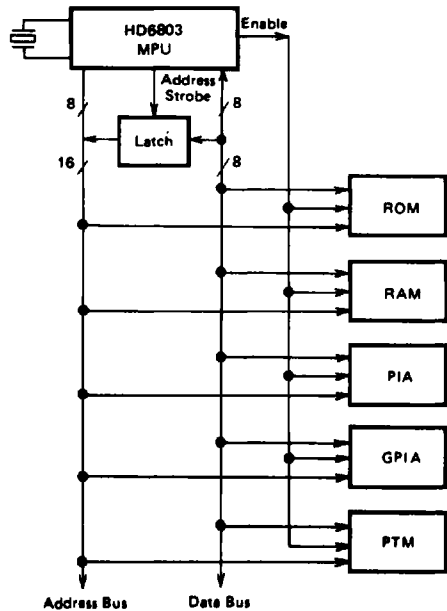 HD6803
MPU
Enable
Address
Strobe
8
8
Latch
16
8
ROM
RAM
PIA
GPIA
PTM
Address Bus
Data Bus